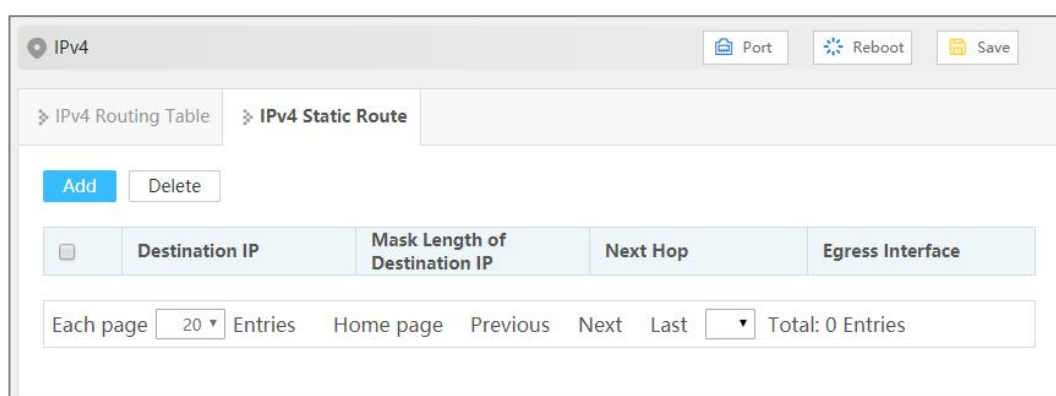 IPv4 Port Reboot Save
IPv4 Routing Table IPv4 Static Route
Add Delete
Destination IP Mask Length of Destination IP Next Hop Egress Interface
Each page 20 Entries Home page Previous Next Last Total: 0 Entries